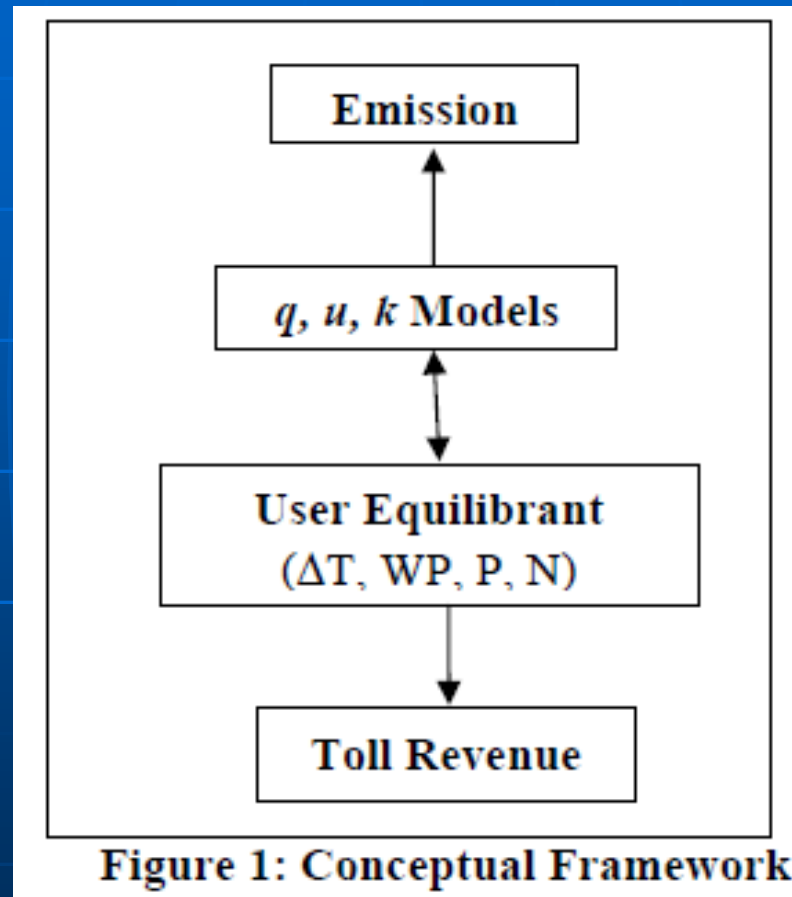 Emission
q, u, k Models
User Equilibrant
(ΔT, WP, P, N)
Toll Revenue
Figure 1: Conceptual Framework